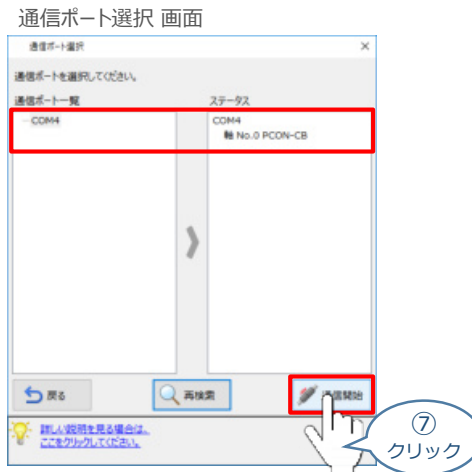 通信ポート選択 画面
通信ポート選択
通信ポートを選択してください。
通信ポート一覧 ステータス
COM4 COM4
軸 No.0 PCON-CB
戻る 再検索 通信開始
詳しい説明を見る場合は、
ここをクリックしてください。
⑦
クリック